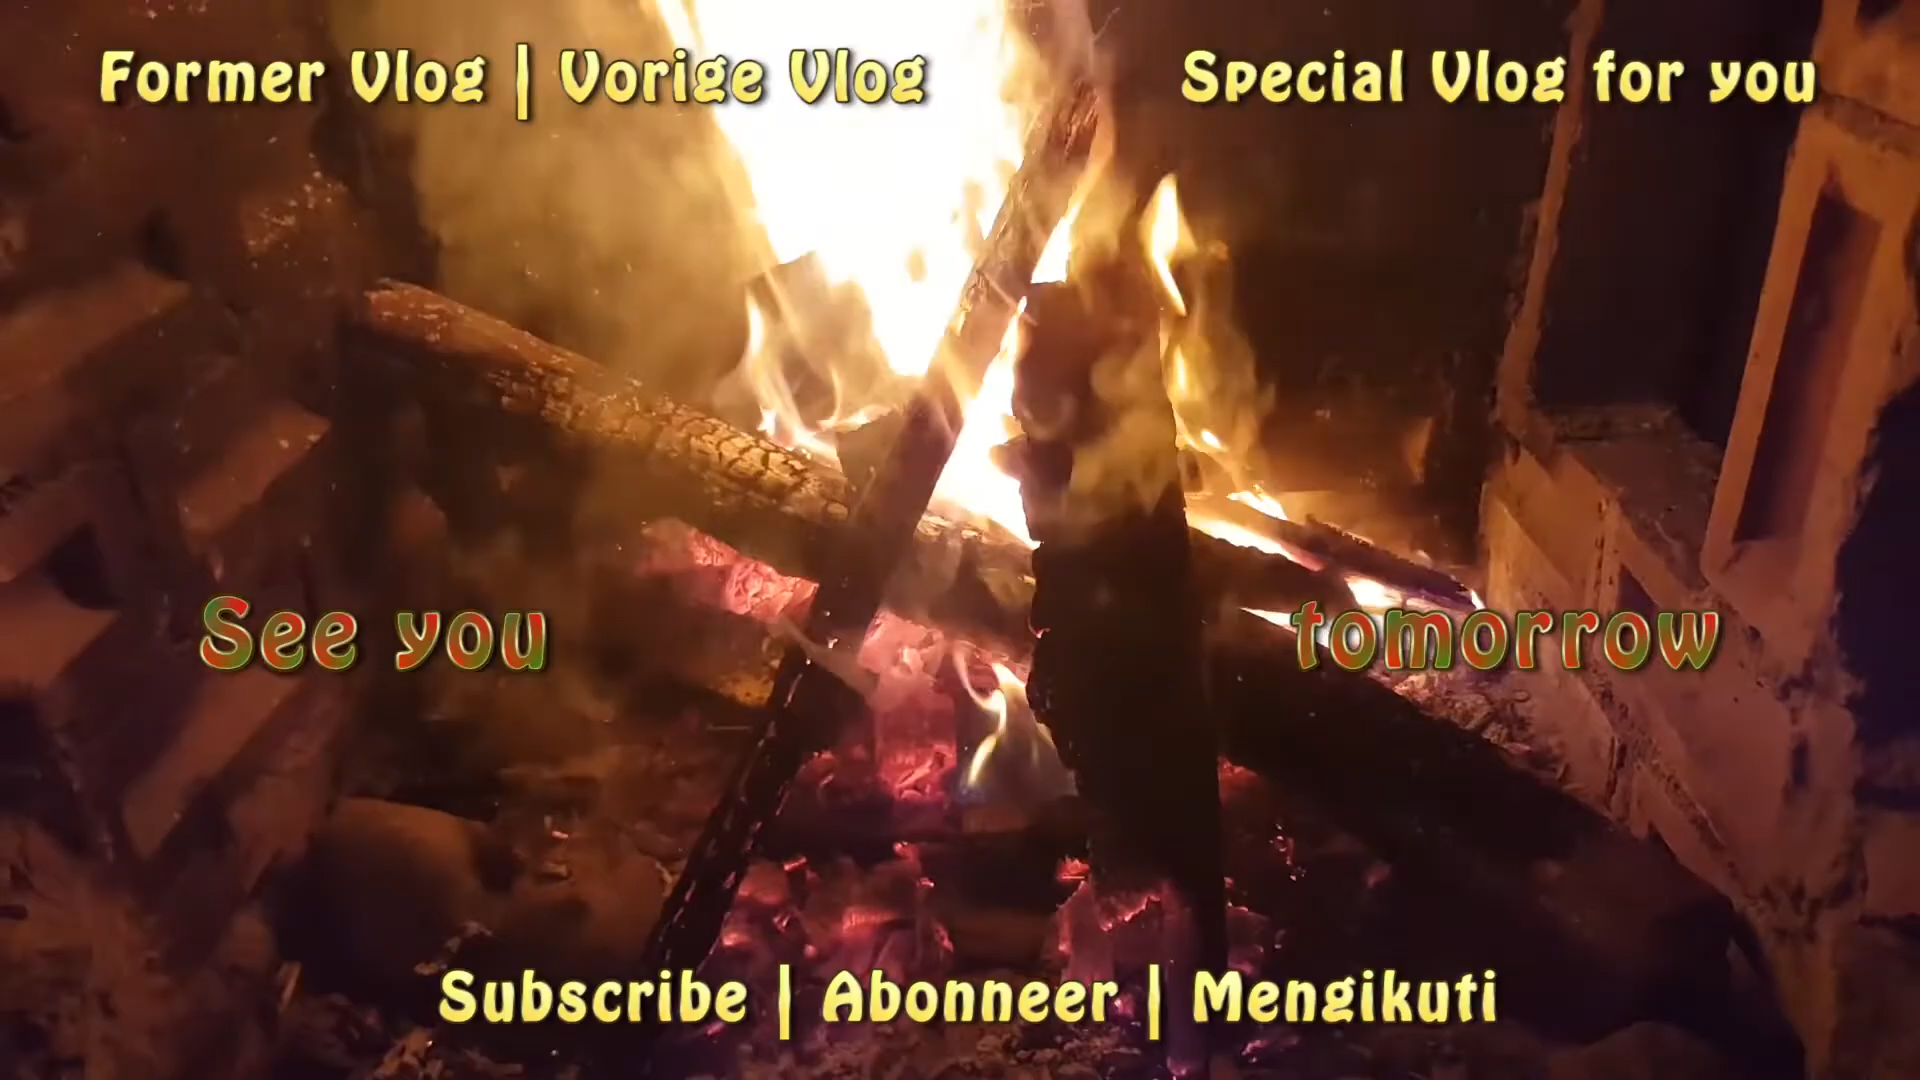 Former Vlog | Vorige Vlog
Special Vlog for you
See you
tomorrow
Subscribe | Abonneer | Mengikuti